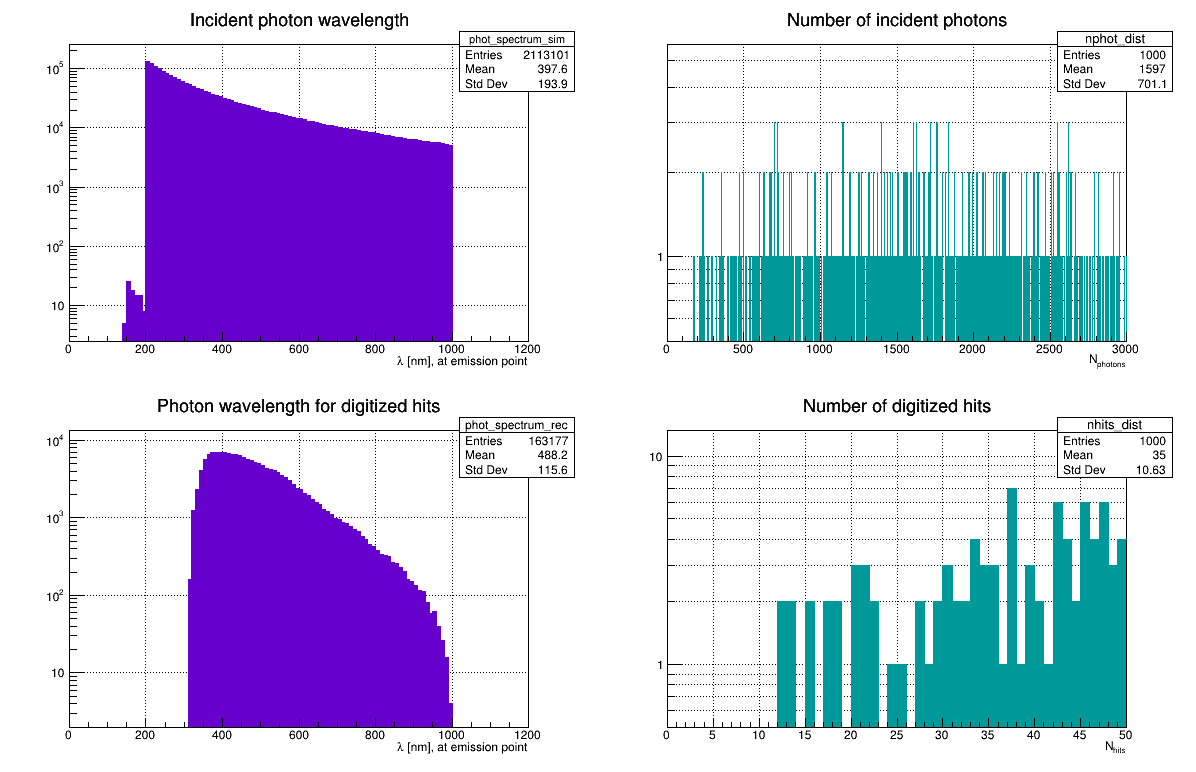 Incident photon wavelength
phot_spectrum_sim
Entries 2113101
Mean 397.6
Std Dev 193.9
10^5
10^4
10^3
10^2
10
0 200 400 600 800 1000 1200
λ [nm], at emission point
Number of incident photons
nphot_dist
Entries 1000
Mean 1597
Std Dev 701.1
1
0 500 1000 1500 2000 2500 3000
N_photons
Photon wavelength for digitized hits
phot_spectrum_rec
Entries 163177
Mean 488.2
Std Dev 115.6
10^4
10^3
10^2
10
0 200 400 600 800 1000 1200
λ [nm], at emission point
Number of digitized hits
nhits_dist
Entries 1000
Mean 35
Std Dev 10.63
10
1
0 5 10 15 20 25 30 35 40 45 50
N_hits